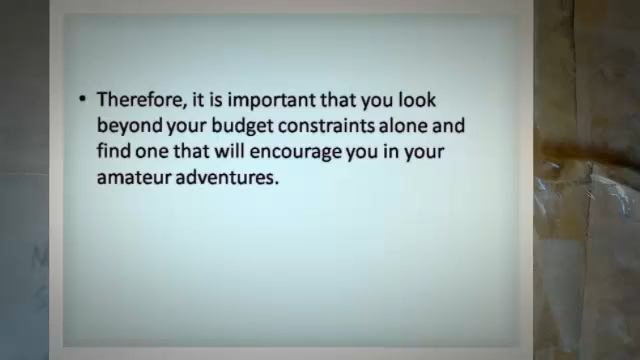 • Therefore, it is important that you look
beyond your budget constraints alone and
find one that will encourage you in your
amateur adventures.